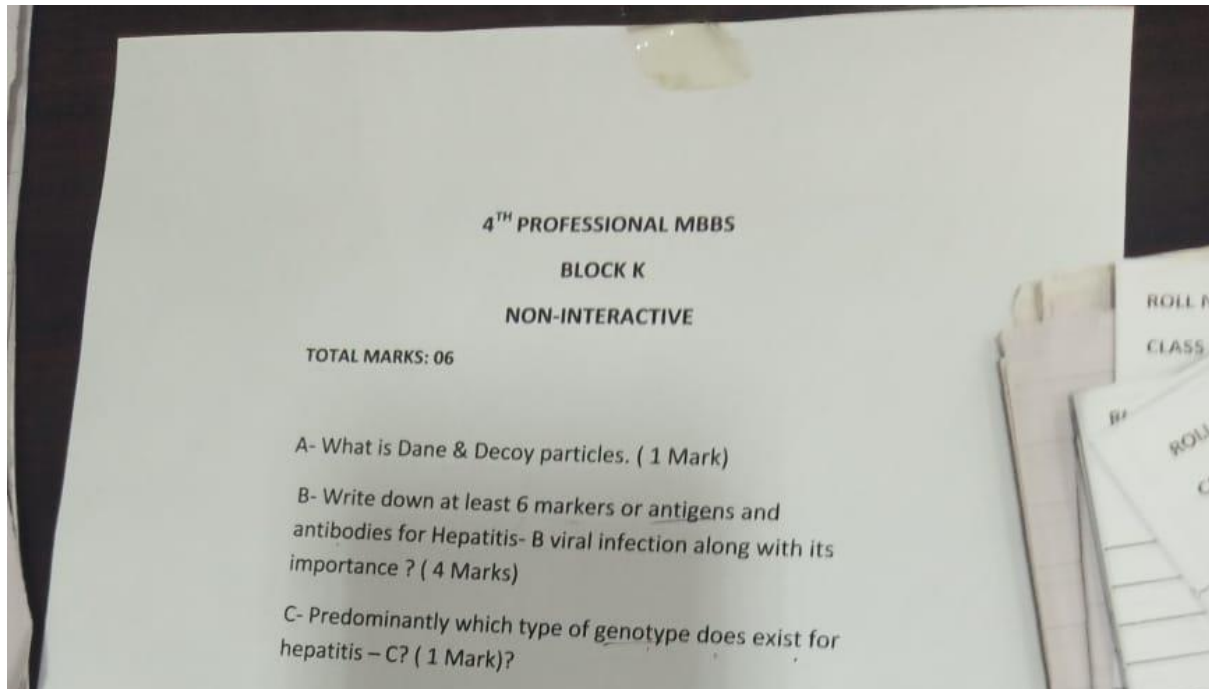 4TH PROFESSIONAL MBBS
BLOCK K
NON-INTERACTIVE
TOTAL MARKS: 06
A- What is Dane & Decoy particles. ( 1 Mark)
B- Write down at least 6 markers or antigens and
antibodies for Hepatitis- B viral infection along with its
importance ? ( 4 Marks)
C- Predominantly which type of genotype does exist for
hepatitis – C? ( 1 Mark)?
ROLL
CLASS